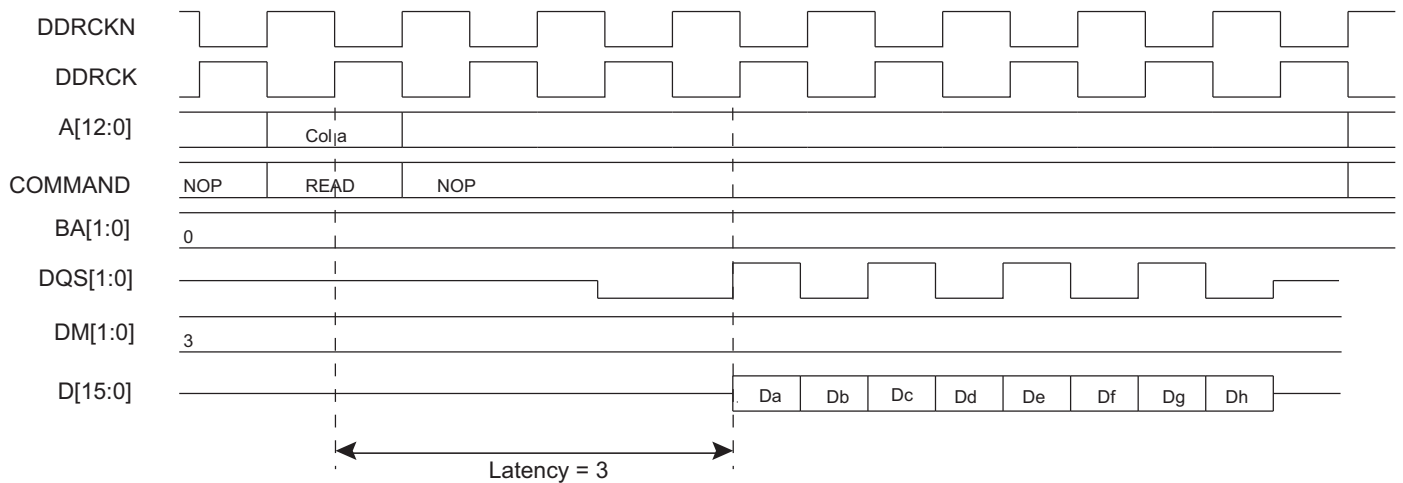 DDRCKN
DDRCK
A[12:0] Col a
COMMAND NOP READ NOP
BA[1:0] 0
DQS[1:0]
DM[1:0] 3
D[15:0] Da Db Dc Dd De Df Dg Dh
Latency = 3